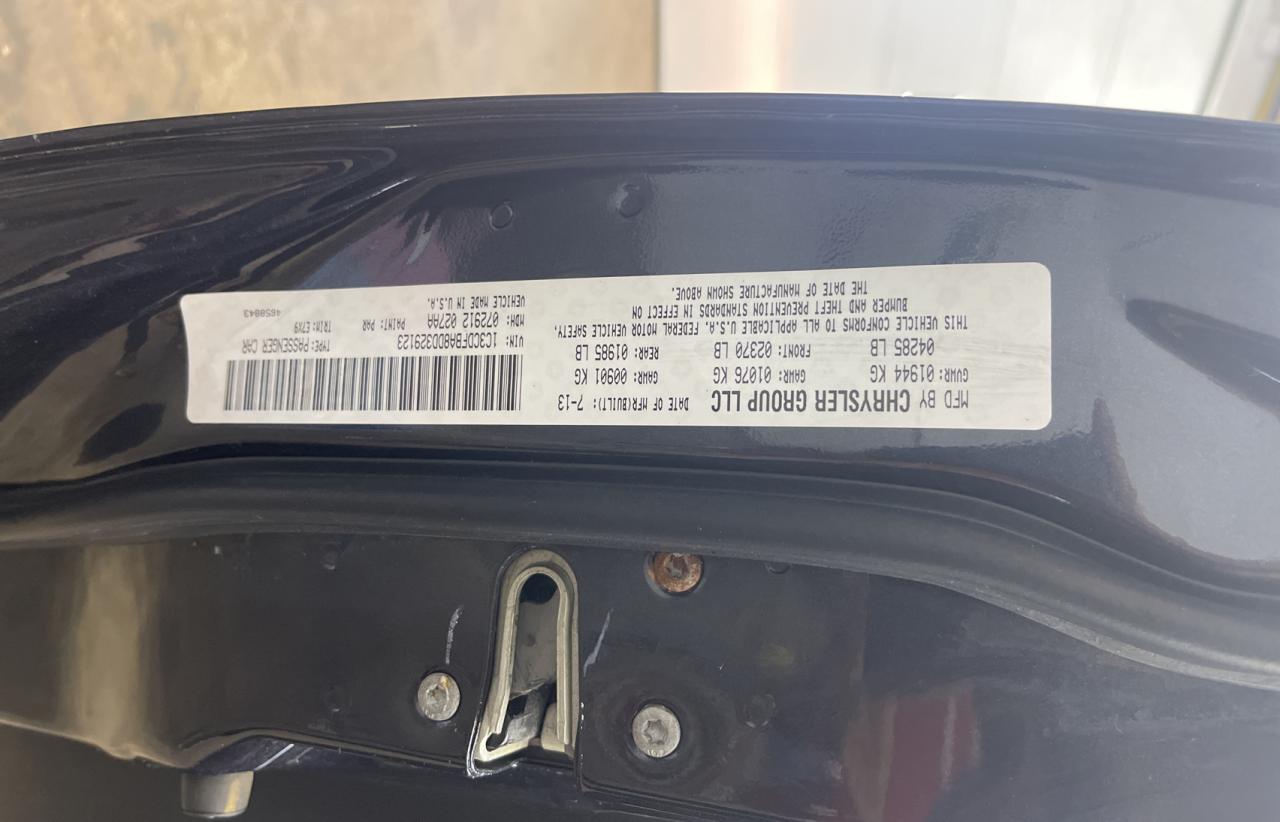 MFD BY CHRYSLER GROUP LLC DATE OF MFR(BUILT): 7-13
GVWR: 01944 KG GAWR: 01076 KG GAWR: 00901 KG
04285 LB FRONT: 02370 LB REAR: 01985 LB
THIS VEHICLE CONFORMS TO ALL APPLICABLE U.S.A. FEDERAL MOTOR VEHICLE SAFETY,
BUMPER AND THEFT PREVENTION STANDARDS IN EFFECT ON
THE DATE OF MANUFACTURE SHOWN ABOVE.
VIN: 1C3CDFBA8DD329123 TYPE: PASSENGER CAR
MDH: 072912 027AA PAINT: PAR TRIM: E7X9
VEHICLE MADE IN U.S.A. 4658843